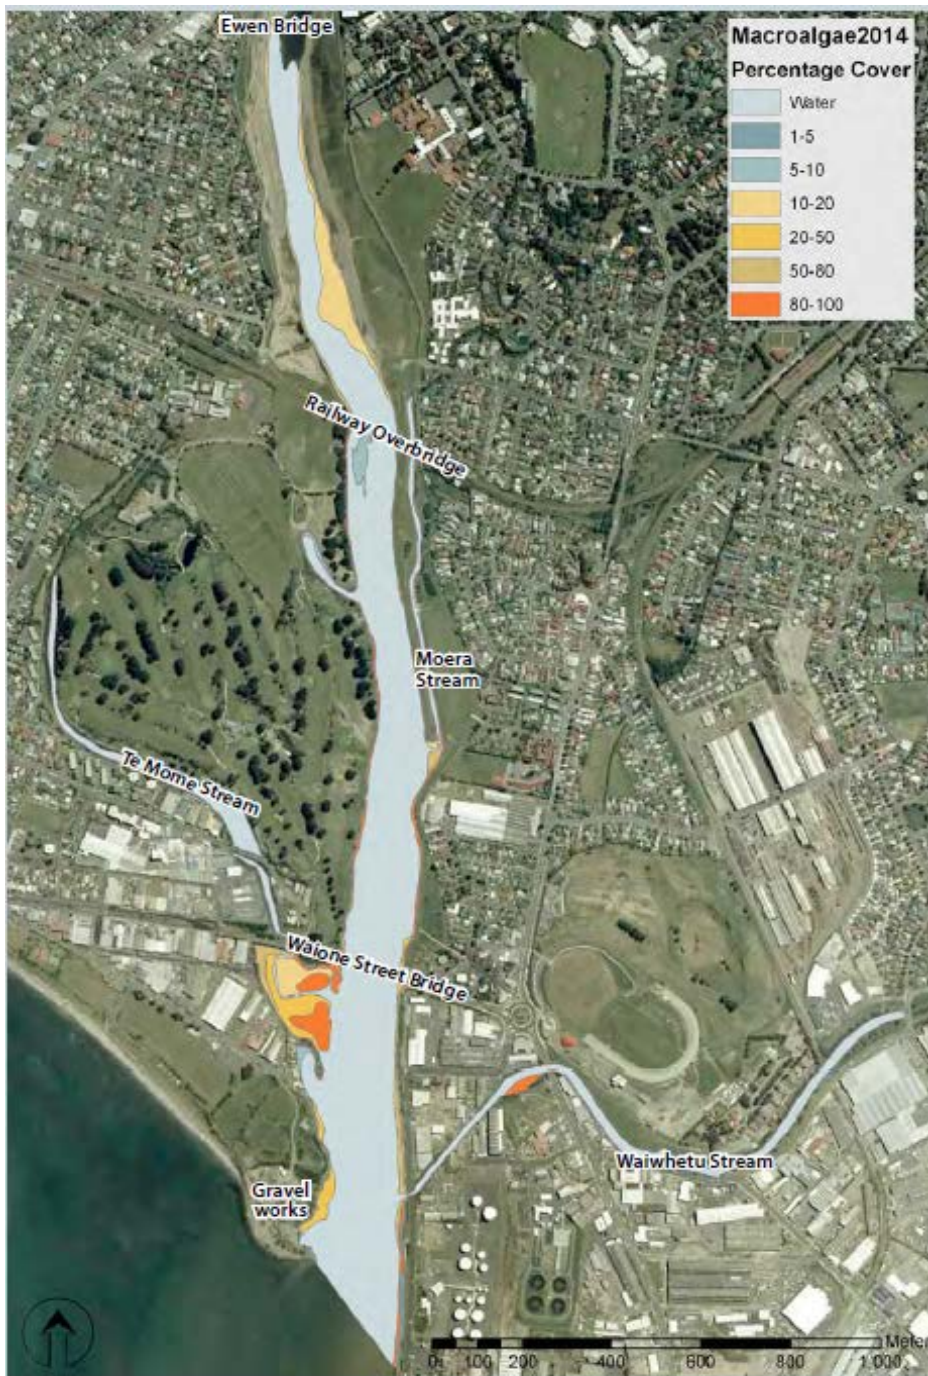 Ewen Bridge
Macroalgae2014
Percentage Cover
Water
1-5
5-10
10-20
20-50
50-80
80-100
Railway Overbridge
Moera
Stream
Te Mome Stream
Waione Street Bridge
Waiwhetu Stream
Gravel
works
Meter
0 100 200 400 600 800 1 000